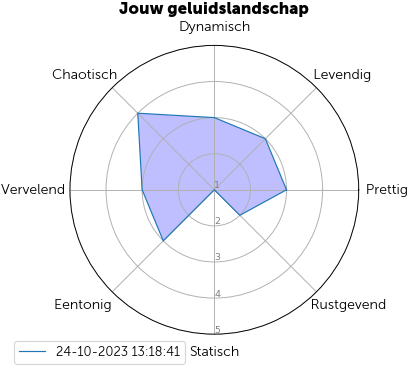 Jouw geluidslandschap
Dynamisch
Chaotisch
Levendig
Vervelend
1
Prettig
2
3
4
Eentonig
Rustgevend
5
24-10-2023 13:18:41
Statisch